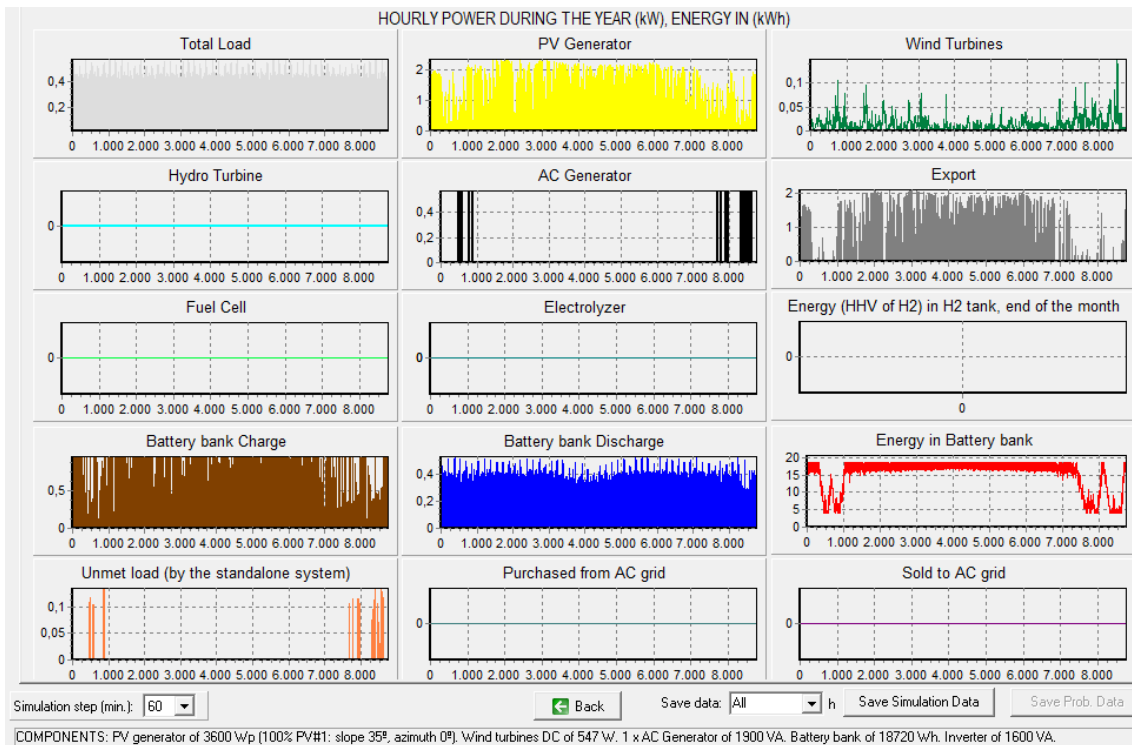 HOURLY POWER DURING THE YEAR (kW), ENERGY IN (kWh)
Total Load
0,4
0,2
0 1.000 2.000 3.000 4.000 5.000 6.000 7.000 8.000
PV Generator
2
1
0
0 1.000 2.000 3.000 4.000 5.000 6.000 7.000 8.000
Wind Turbines
0,1
0,05
0
0 1.000 2.000 3.000 4.000 5.000 6.000 7.000 8.000
Hydro Turbine
0
0 1.000 2.000 3.000 4.000 5.000 6.000 7.000 8.000
AC Generator
0,4
0,2
0
0 1.000 2.000 3.000 4.000 5.000 6.000 7.000 8.000
Export
2
1
0
0 1.000 2.000 3.000 4.000 5.000 6.000 7.000 8.000
Fuel Cell
0
0 1.000 2.000 3.000 4.000 5.000 6.000 7.000 8.000
Electrolyzer
0
0 1.000 2.000 3.000 4.000 5.000 6.000 7.000 8.000
Energy (HHV of H2) in H2 tank, end of the month
0
0
Battery bank Charge
0,5
0
0 1.000 2.000 3.000 4.000 5.000 6.000 7.000 8.000
Battery bank Discharge
0,4
0,2
0
0 1.000 2.000 3.000 4.000 5.000 6.000 7.000 8.000
Energy in Battery bank
20
15
10
5
0
0 1.000 2.000 3.000 4.000 5.000 6.000 7.000 8.000
Unmet load (by the standalone system)
0,1
0,05
0
0 1.000 2.000 3.000 4.000 5.000 6.000 7.000 8.000
Purchased from AC grid
0
0 1.000 2.000 3.000 4.000 5.000 6.000 7.000 8.000
Sold to AC grid
0
0 1.000 2.000 3.000 4.000 5.000 6.000 7.000 8.000
Simulation step (min.): 60 Back Save data: All h Save Simulation Data Save Prob. Data
COMPONENTS: PV generator of 3600 Wp (100% PV#1: slope 35º, azimuth 0º). Wind turbines DC of 547 W. 1 x AC Generator of 1900 VA. Battery bank of 18720 Wh. Inverter of 1600 VA.